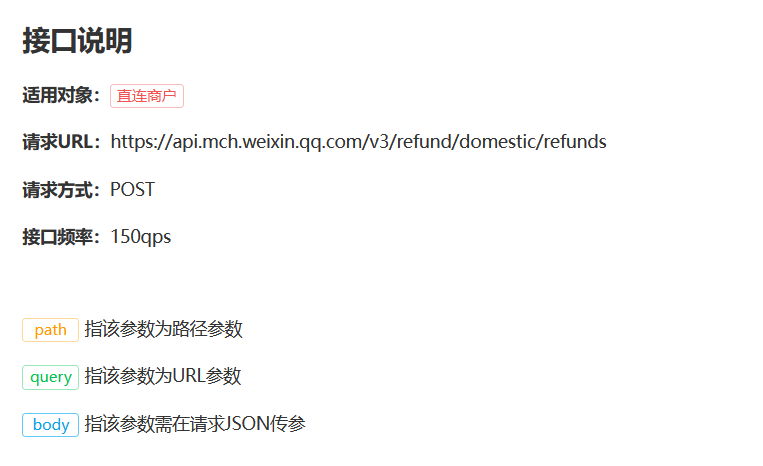 接口说明
适用对象：直连商户
请求URL：https://api.mch.weixin.qq.com/v3/refund/domestic/refunds
请求方式：POST
接口频率：150qps
path 指该参数为路径参数
query 指该参数为URL参数
body 指该参数需在请求JSON传参